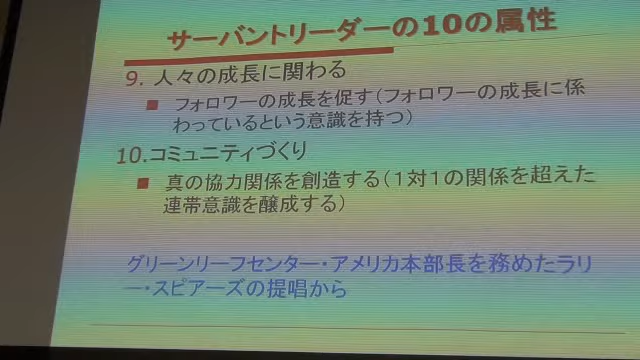 サーバントリーダーの10の属性
9. 人々の成長に関わる
■ フォロワーの成長を促す(フォロワーの成長に係
わっているという意識を持つ)
10.コミュニティづくり
■ 真の協力関係を創造する(1対1の関係を超えた
連帯意識を醸成する)
グリーンリーフセンター・アメリカ本部長を務めたラリ
ー・スピアーズの提唱から